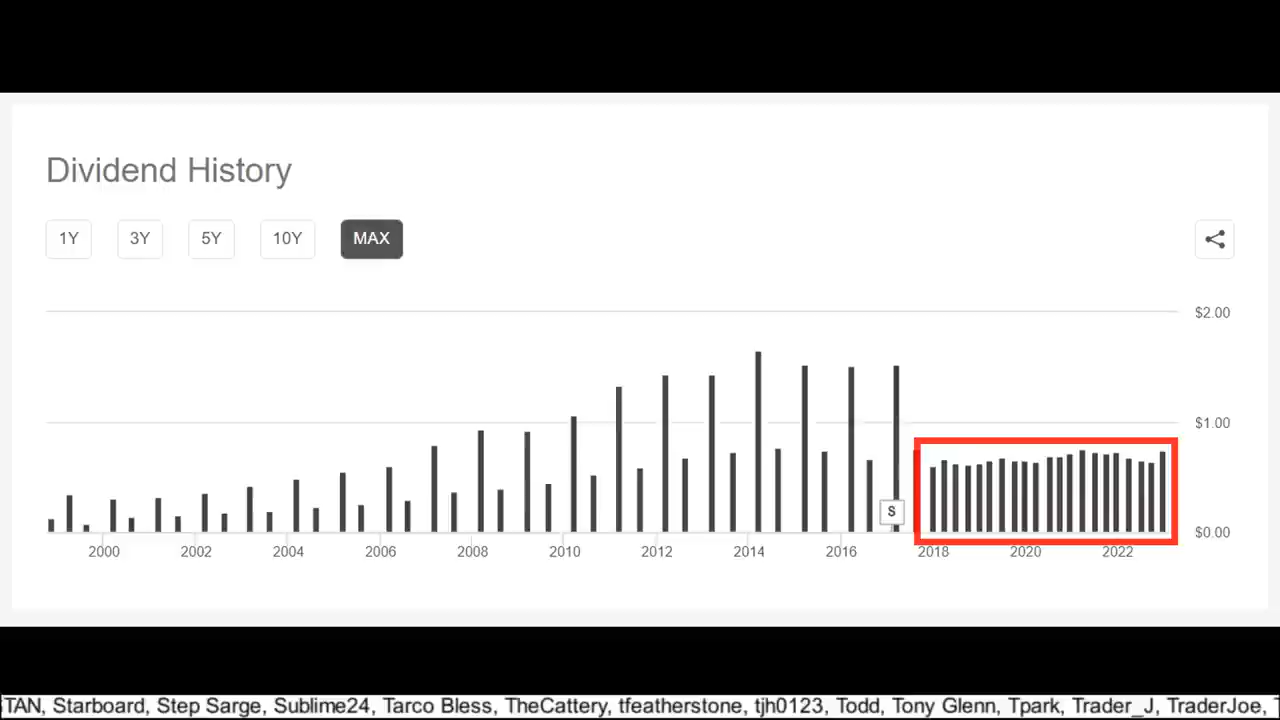 Dividend History
1Y 3Y 5Y 10Y MAX
$2.00
$1.00
S
$0.00
2000 2002 2004 2006 2008 2010 2012 2014 2016 2018 2020 2022
TAN, Starboard, Step Sarge, Sublime24, Tarco Bless, TheCattery, tfeatherstone, tjh0123, Todd, Tony Glenn, Tpark, Trader_J, TraderJoe,